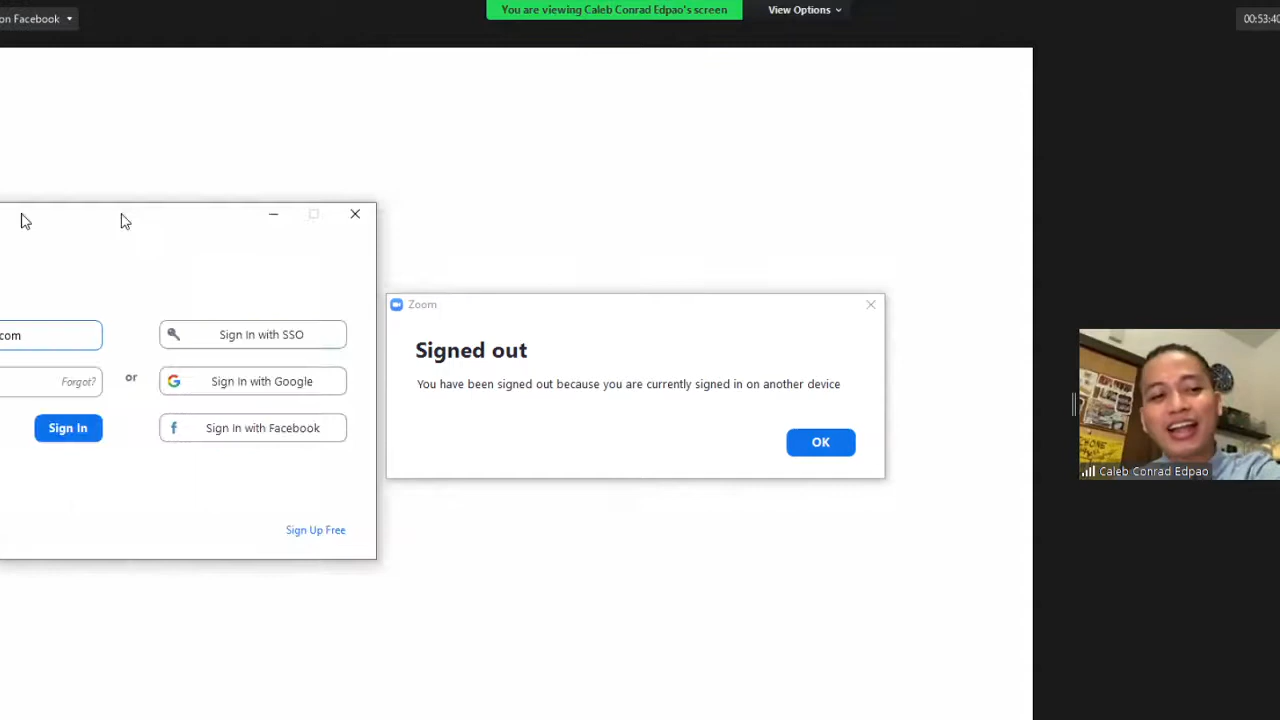 on Facebook
You are viewing Caleb Conrad Edpao's screen
View Options
00:53:40
com
Forgot?
or
Sign In
Sign In with SSO
Sign In with Google
Sign In with Facebook
Sign Up Free
Zoom
Signed out
You have been signed out because you are currently signed in on another device
OK
Caleb Conrad Edpao